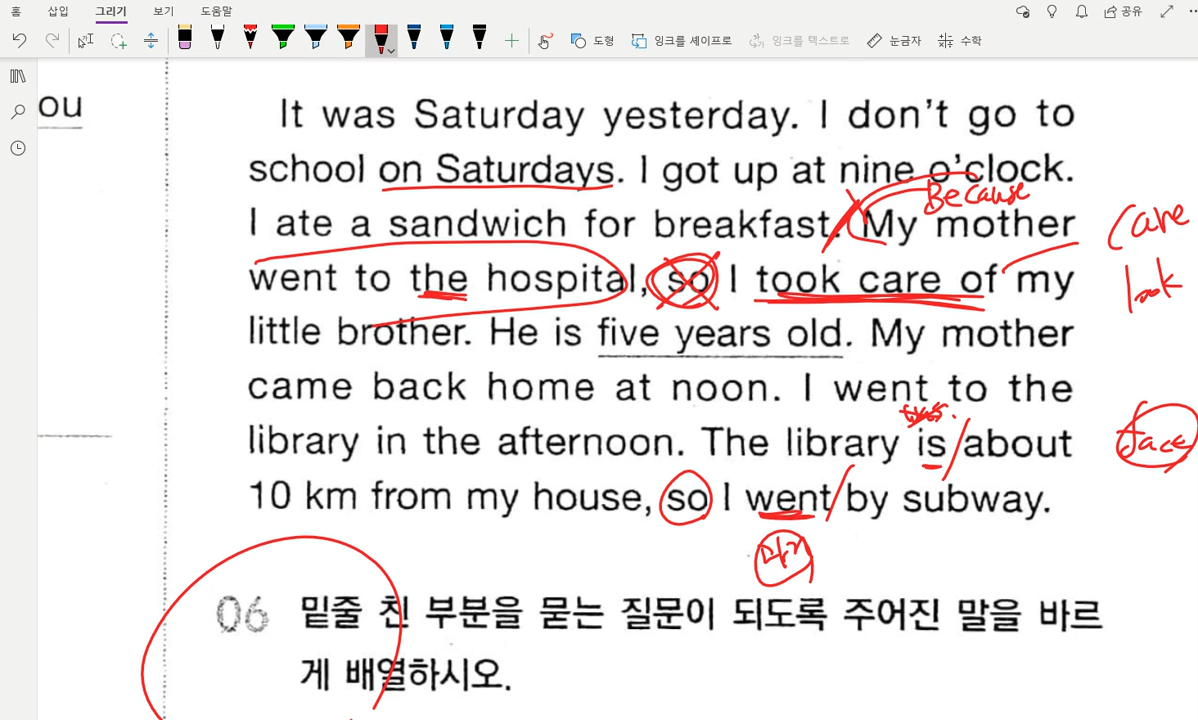 홈 삽입 그리기 보기 도움말
공유
도형 잉크를 셰이프로 잉크를 텍스트로 눈금자 수학
ou
It was Saturday yesterday. I don't go to
school on Saturdays. I got up at nine o'clock.
Because
I ate a sandwich for breakfast. My mother
care
went to the hospital, so I took care of my
look
little brother. He is five years old. My mother
came back home at noon. I went to the
library in the afternoon. The library is about
face
10 km from my house, so I went by subway.
06 밑줄 친 부분을 묻는 질문이 되도록 주어진 말을 바르
게 배열하시오.